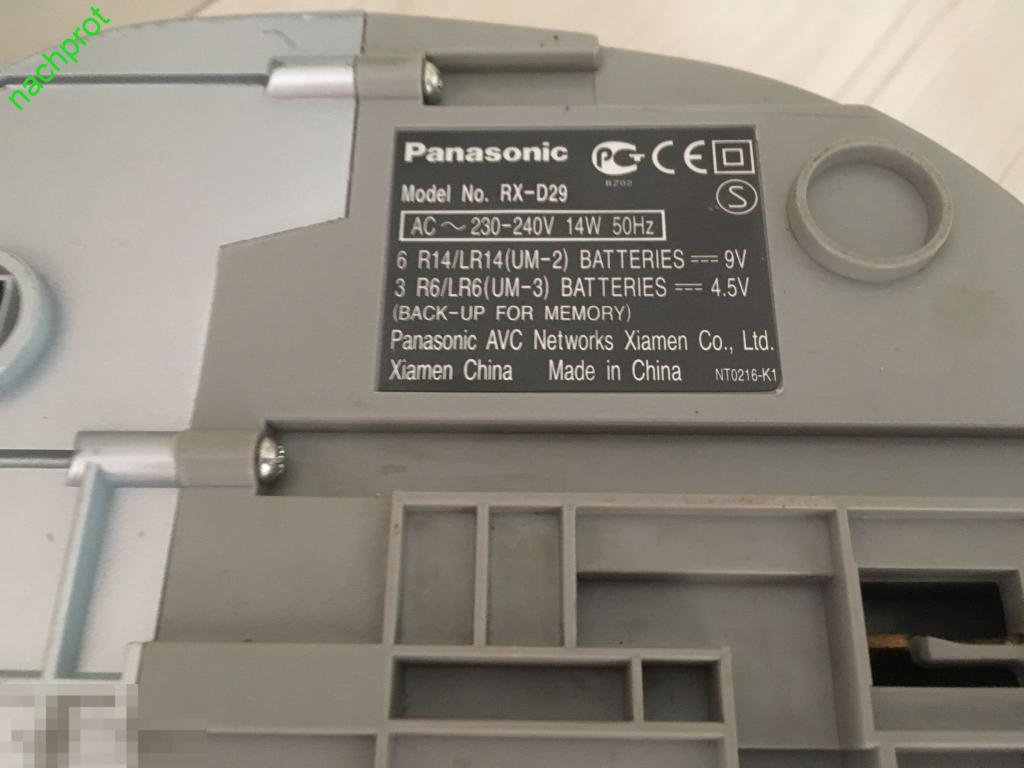 nachprot
Panasonic PCT CE
B202
Model No. RX-D29 S
AC ~ 230-240V 14W 50Hz
6 R14/LR14(UM-2) BATTERIES ⎓ 9V
3 R6/LR6(UM-3) BATTERIES ⎓ 4.5V
(BACK-UP FOR MEMORY)
Panasonic AVC Networks Xiamen Co., Ltd.
Xiamen China Made in China NT0216-K1